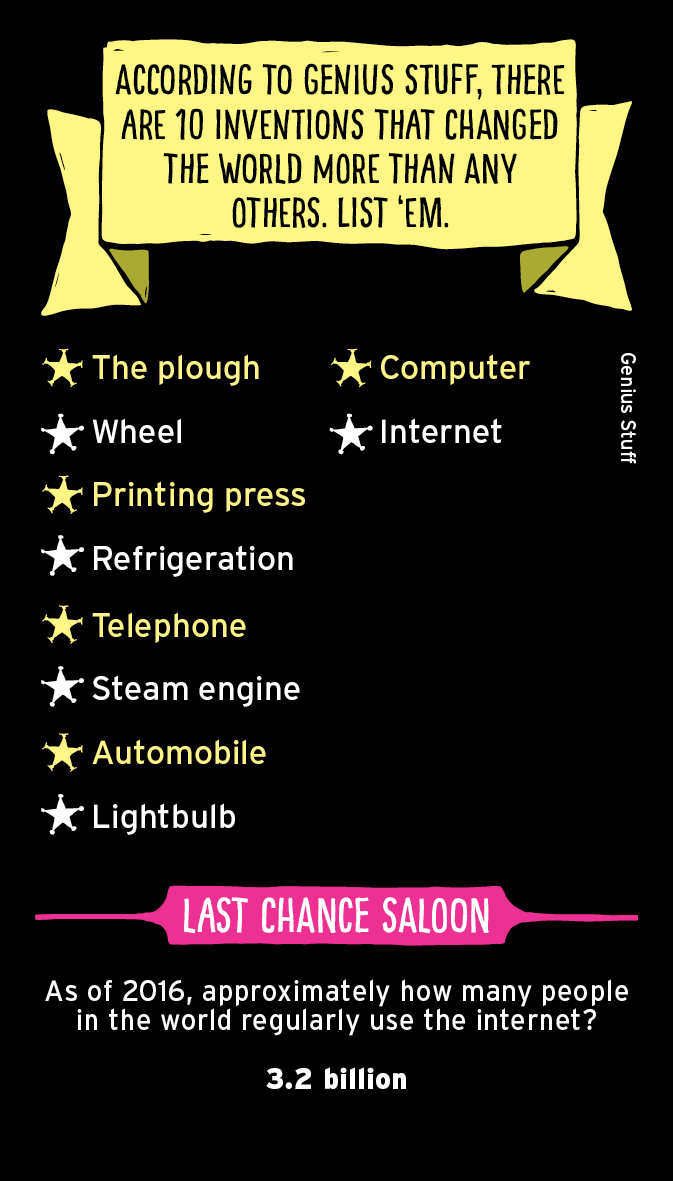 ACCORDING TO GENIUS STUFF, THERE
ARE 10 INVENTIONS THAT CHANGED
THE WORLD MORE THAN ANY
OTHERS. LIST ‘EM.
The plough
Wheel
Printing press
Refrigeration
Telephone
Steam engine
Automobile
Lightbulb
Computer
Internet
Genius Stuff
LAST CHANCE SALOON
As of 2016, approximately how many people
in the world regularly use the internet?
3.2 billion